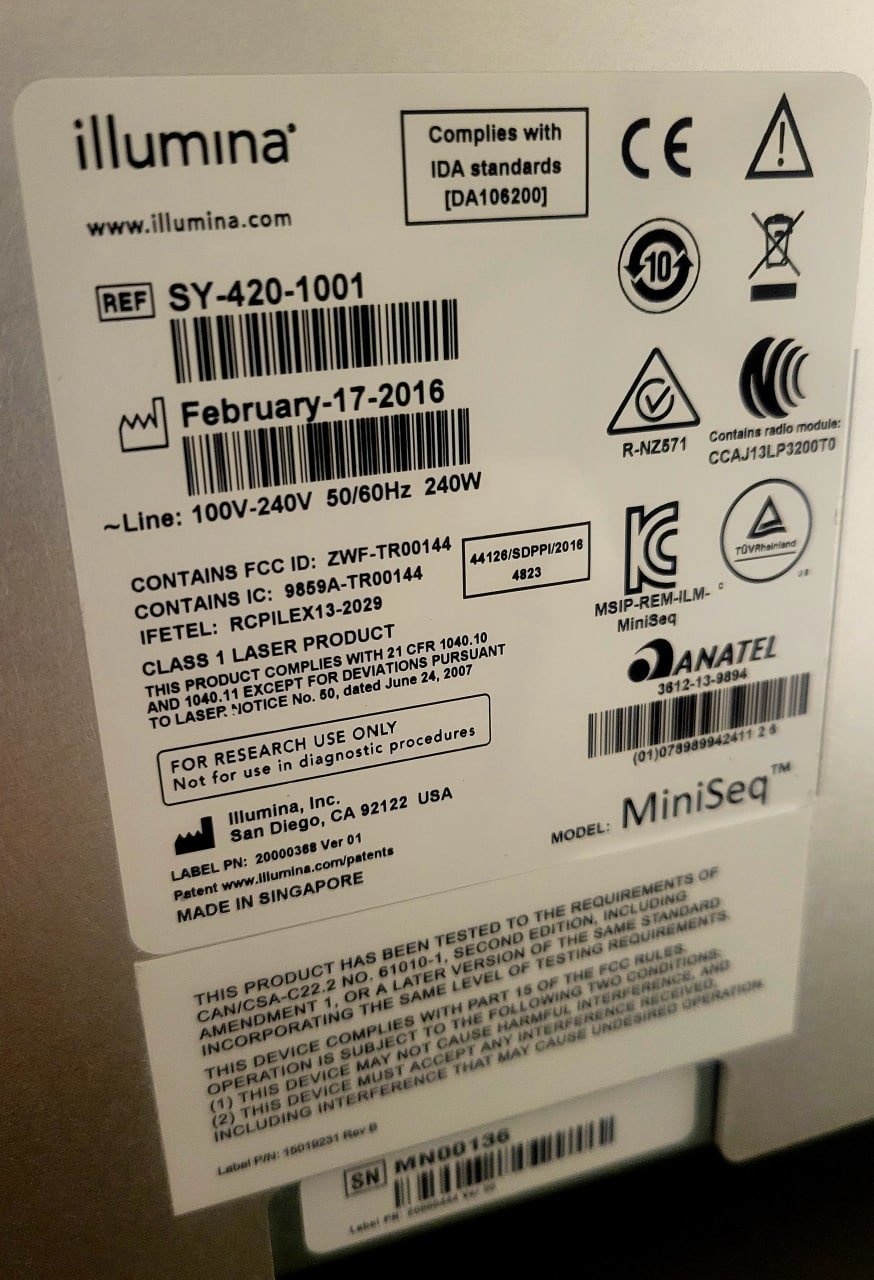 illumina
www.illumina.com
Complies with
IDA standards
[DA106200]
CE
10
REF SY-420-1001
February-17-2016
~Line: 100V-240V 50/60Hz 240W
R-NZ571
Contains radio module:
CCAJ13LP3200T0
CONTAINS FCC ID: ZWF-TR00144
CONTAINS IC: 9859A-TR00144
IFETEL: RCPILEX13-2029
44126/SDPPI/2016
4823
TÜVRheinland
US
MSIP-REM-ILM-
MiniSeq
CLASS 1 LASER PRODUCT
THIS PRODUCT COMPLIES WITH 21 CFR 1040.10
AND 1040.11 EXCEPT FOR DEVIATIONS PURSUANT
TO LASER NOTICE No. 50, dated June 24, 2007
ANATEL
3612-13-9894
FOR RESEARCH USE ONLY
Not for use in diagnostic procedures
Illumina, Inc.
San Diego, CA 92122 USA
MODEL: MiniSeq™
LABEL PN: 20000368 Ver 01
Patent www.illumina.com/patents
MADE IN SINGAPORE
THIS PRODUCT HAS BEEN TESTED TO THE REQUIREMENTS OF
CAN/CSA-C22.2 NO. 61010-1, SECOND EDITION, INCLUDING
AMENDMENT 1, OR A LATER VERSION OF THE SAME STANDARD
INCORPORATING THE SAME LEVEL OF TESTING REQUIREMENTS.
THIS DEVICE COMPLIES WITH PART 15 OF THE FCC RULES.
OPERATION IS SUBJECT TO THE FOLLOWING TWO CONDITIONS:
(1) THIS DEVICE MAY NOT CAUSE HARMFUL INTERFERENCE, AND
(2) THIS DEVICE MUST ACCEPT ANY INTERFERENCE RECEIVED,
INCLUDING INTERFERENCE THAT MAY CAUSE UNDESIRED OPERATION.
Label P/N: 15019231 Rev B
SN MN00136
Label PN: